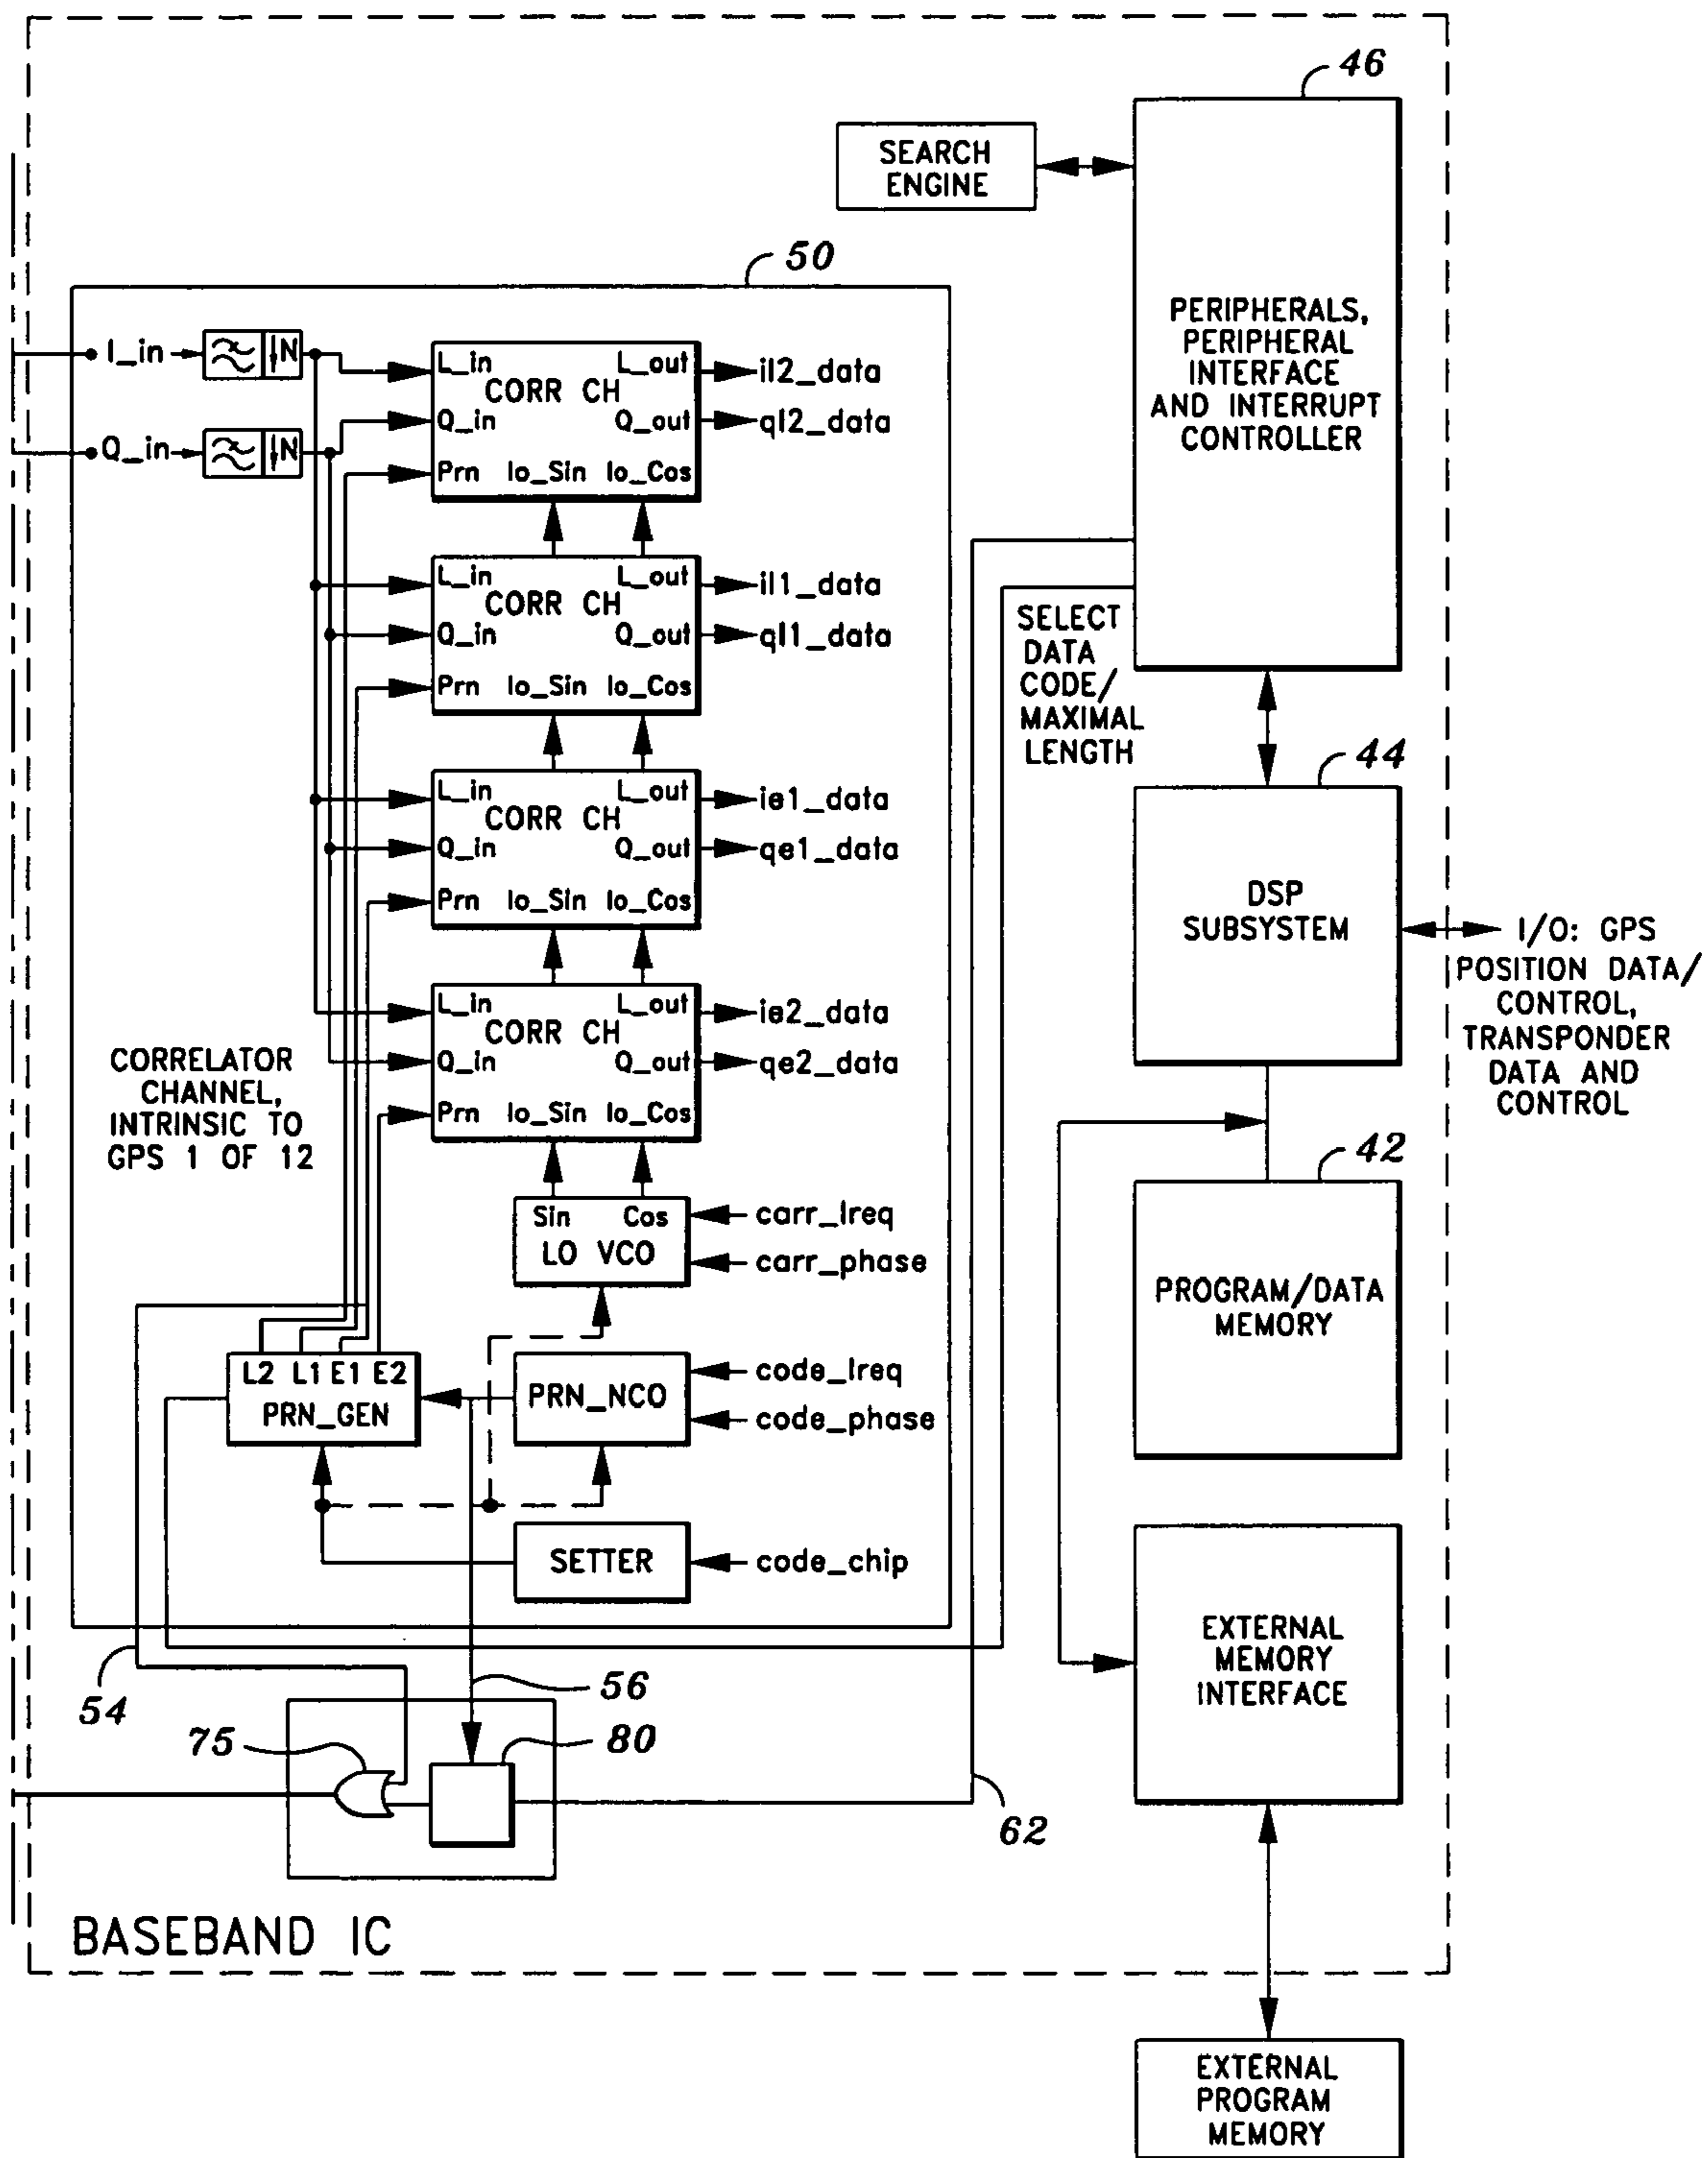 46
SEARCH
ENGINE
50
PERIPHERALS,
PERIPHERAL
INTERFACE
AND INTERRUPT
CONTROLLER
I_in
↓N
L_in
L_out
CORR CH
il2_data
Q_in
Q_out
ql2_data
Q_in
↓N
Prn
lo_Sin
lo_Cos
L_in
L_out
CORR CH
il1_data
Q_in
Q_out
ql1_data
Prn
lo_Sin
lo_Cos
SELECT
DATA
CODE/
MAXIMAL
LENGTH
44
L_in
L_out
CORR CH
ie1_data
Q_in
Q_out
qe1_data
Prn
lo_Sin
lo_Cos
DSP
SUBSYSTEM
I/O: GPS
POSITION DATA/
CONTROL,
TRANSPONDER
DATA AND
CONTROL
L_in
L_out
CORR CH
ie2_data
Q_in
Q_out
qe2_data
Prn
lo_Sin
lo_Cos
CORRELATOR
CHANNEL,
INTRINSIC TO
GPS 1 OF 12
42
PROGRAM/DATA
MEMORY
Sin
Cos
LO VCO
carr_lreq
carr_phase
L2 L1 E1 E2
PRN_GEN
PRN_NCO
code_lreq
code_phase
SETTER
code_chip
EXTERNAL
MEMORY
INTERFACE
54
56
75
80
62
BASEBAND IC
EXTERNAL
PROGRAM
MEMORY